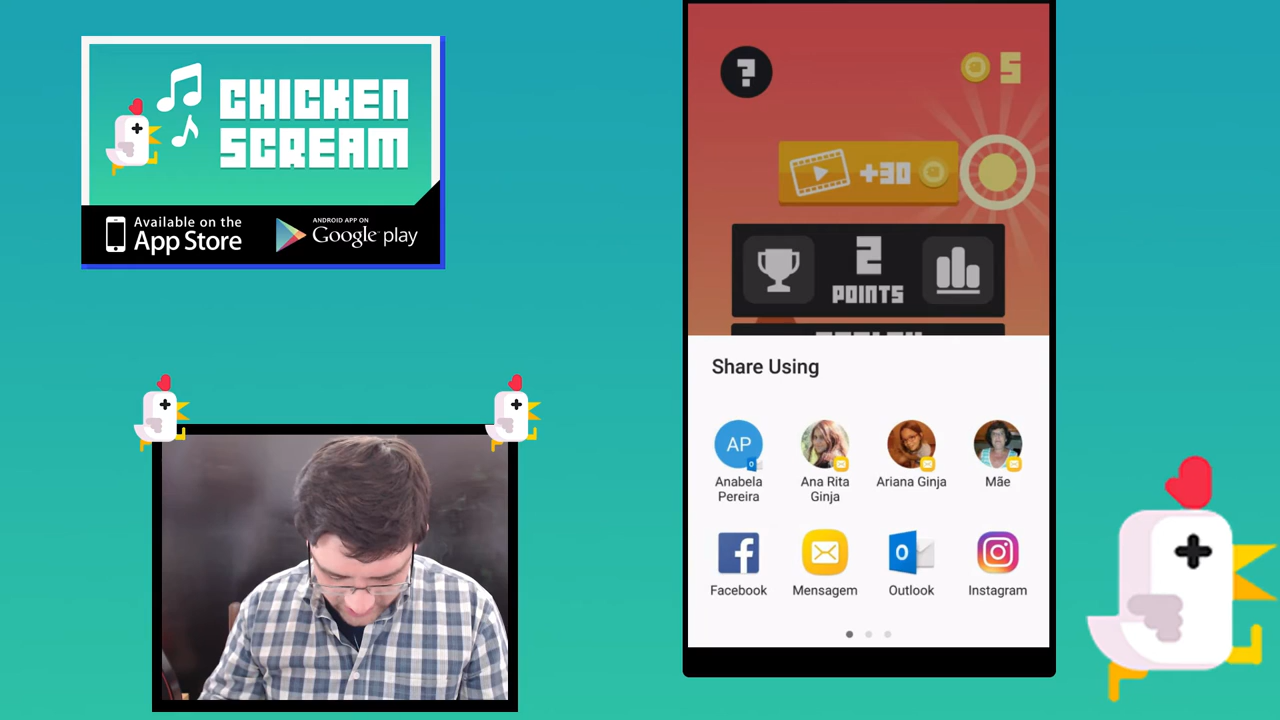 CHICKEN
SCREAM
Available on the
App Store
ANDROID APP ON
Google play
?
5
+30
2
POINTS
Share Using
AP
Anabela
Pereira
Ana Rita
Ginja
Ariana Ginja
Mãe
Facebook
Mensagem
Outlook
Instagram